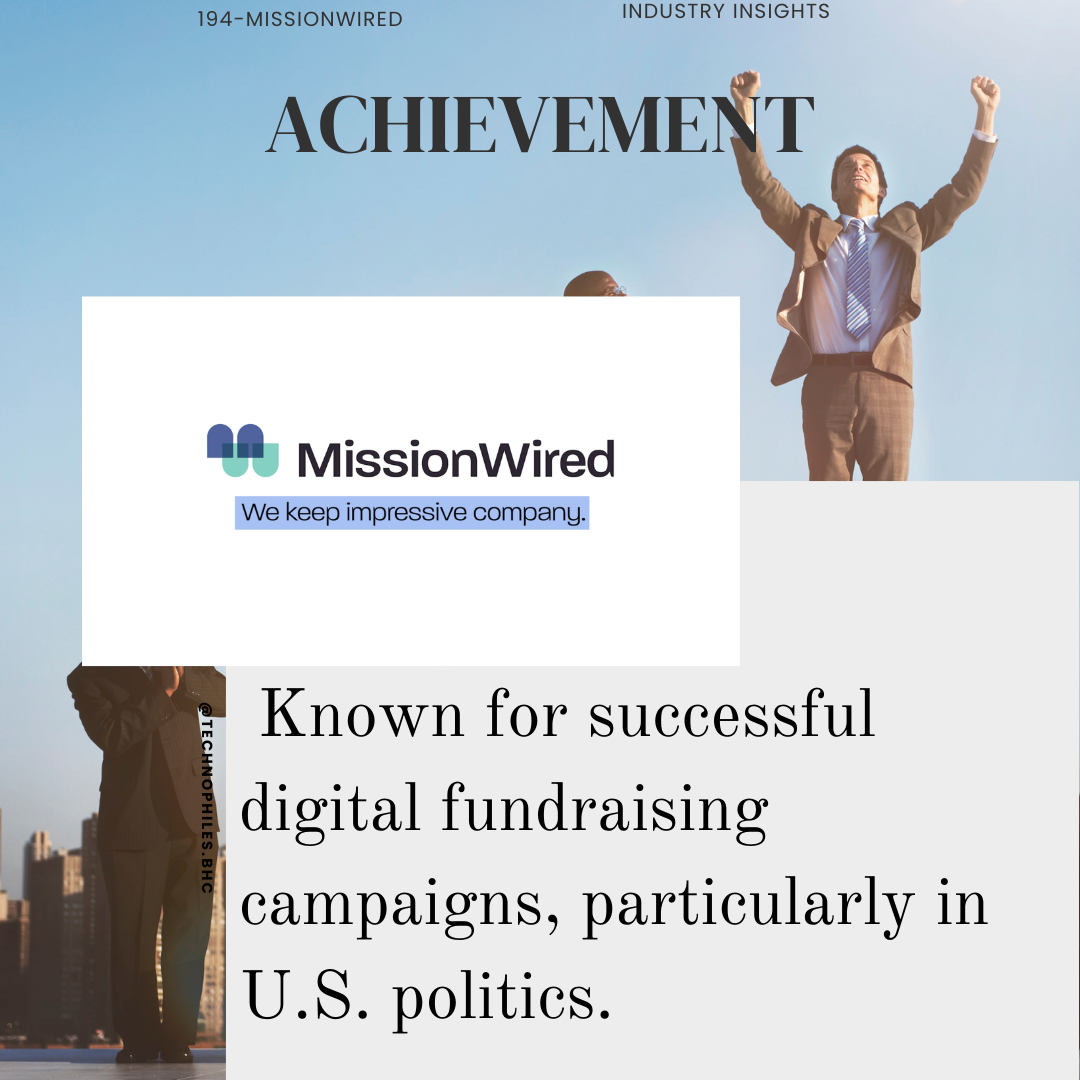 194-MISSIONWIRED
INDUSTRY INSIGHTS
ACHIEVEMENT
MissionWired
We keep impressive company.
@TECHNOPHILES.BHC
Known for successful
digital fundraising
campaigns, particularly in
U.S. politics.